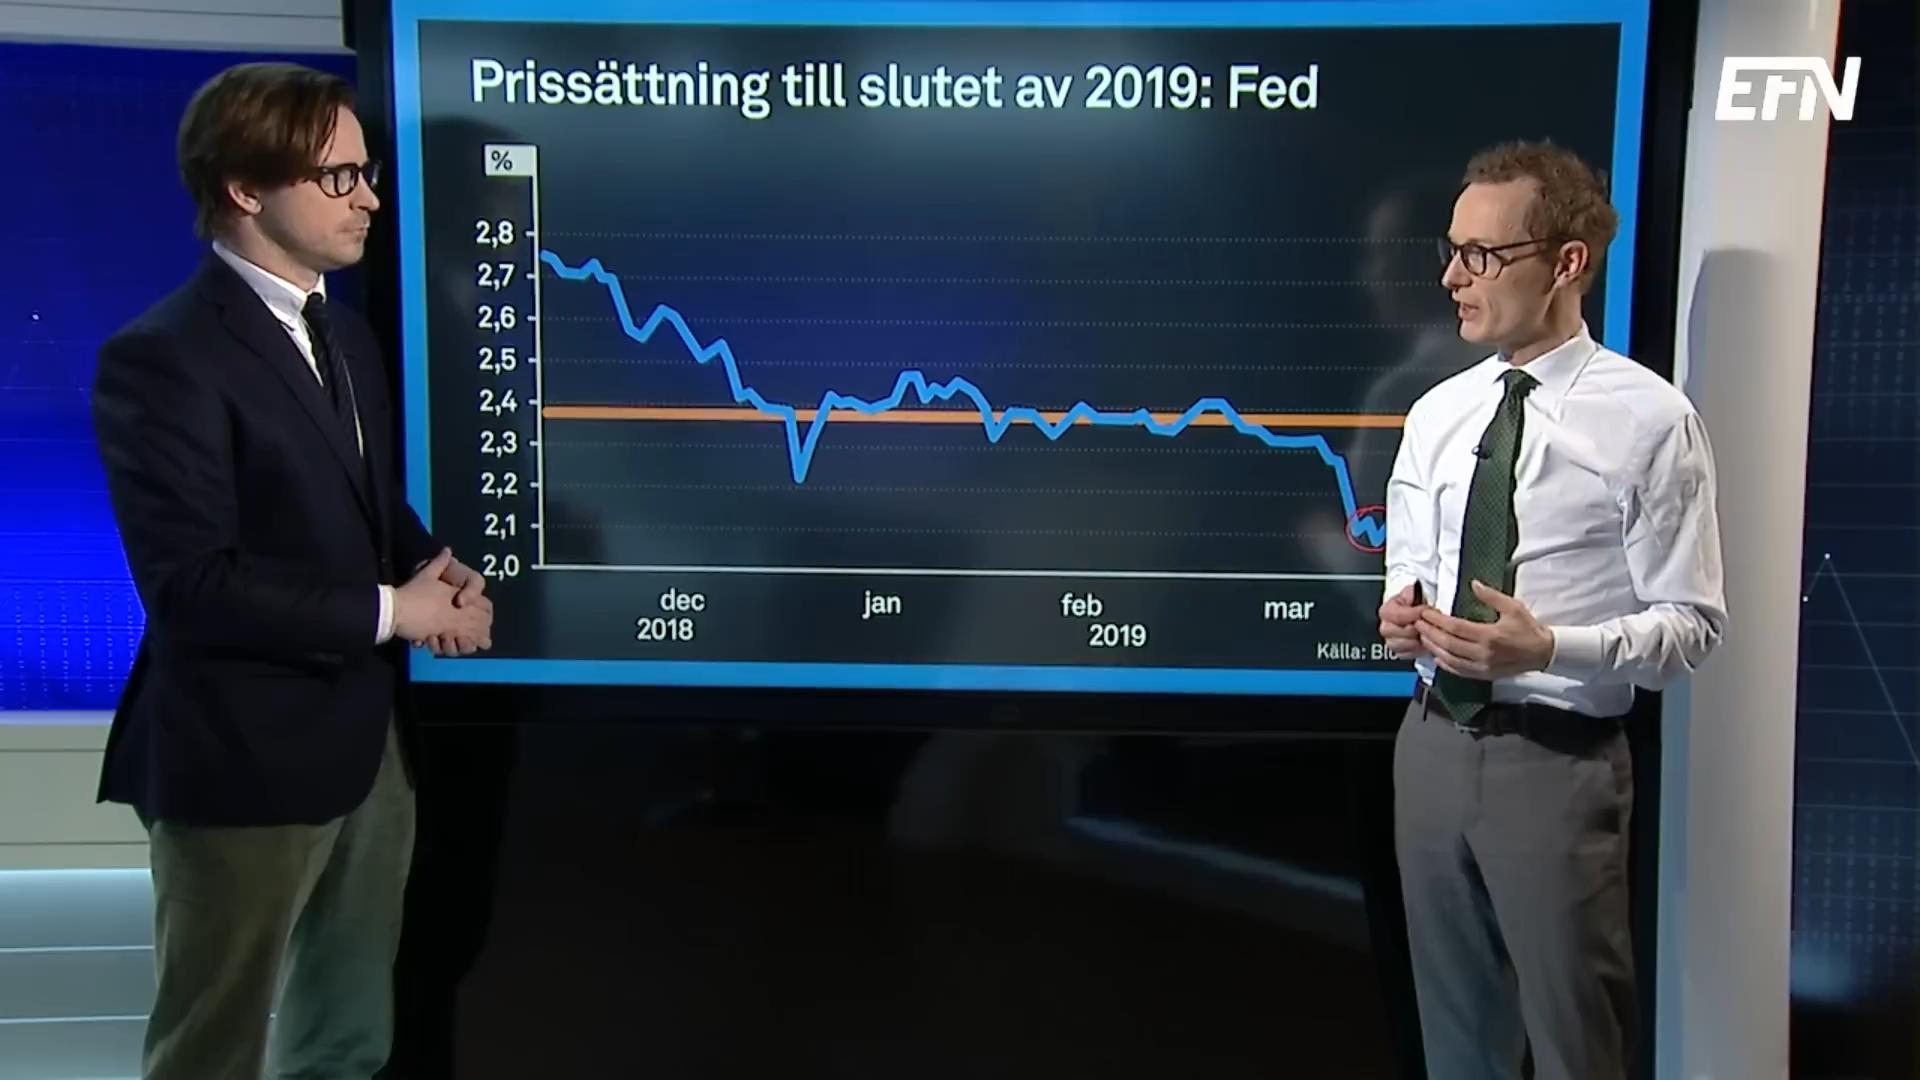 Prissättning till slutet av 2019: Fed
EFN
%
2,8
2,7
2,6
2,5
2,4
2,3
2,2
2,1
2,0
dec
jan
feb
mar
2018
2019
Källa: